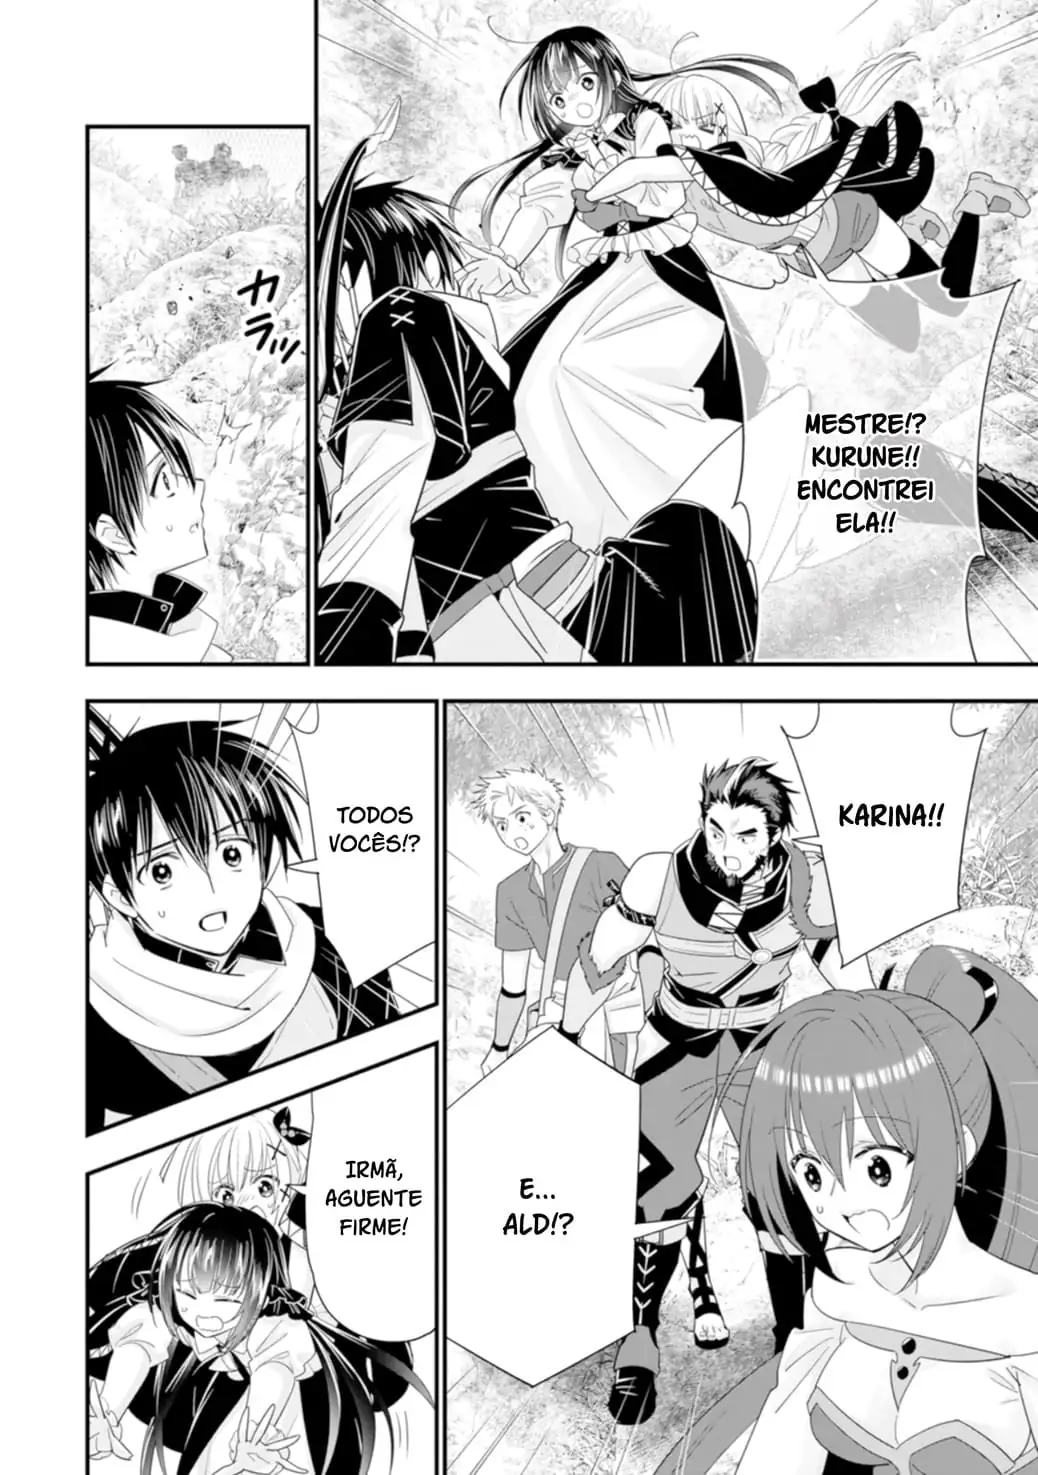 MESTRE!?
KURUNE!!
ENCONTREI
ELA!!
カラッ
KARINA!!
E...
ALD!?
TODOS
VOCÊS!?
IRMÃ,
AGUENTE
FIRME!